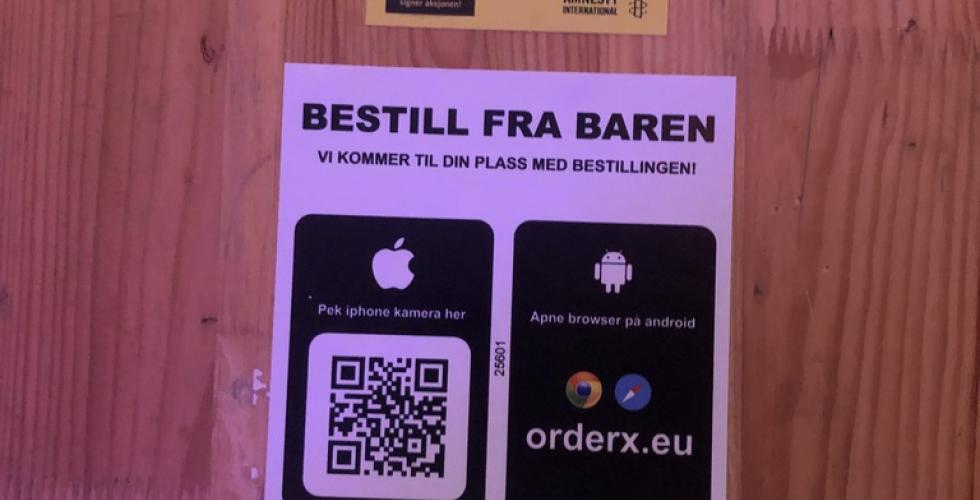 signer aksjonen!
AMNESTY
INTERNATIONAL
BESTILL FRA BAREN
VI KOMMER TIL DIN PLASS MED BESTILLINGEN!
Pek iphone kamera her
Apne browser på android
25601
orderx.eu